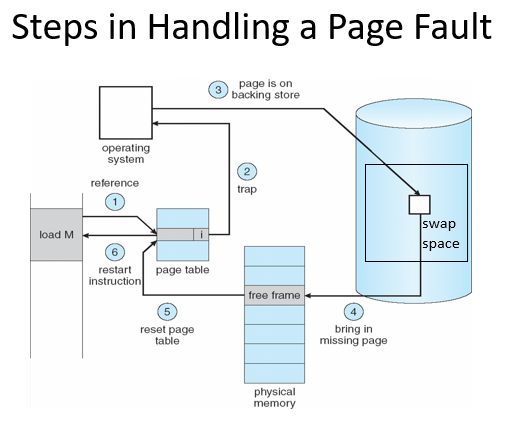 Steps in Handling a Page Fault
3
page is on
backing store
operating
system
2
trap
reference
1
load M
i
6
restart
instruction
page table
swap
space
free frame
5
reset page
table
4
bring in
missing page
physical
memory